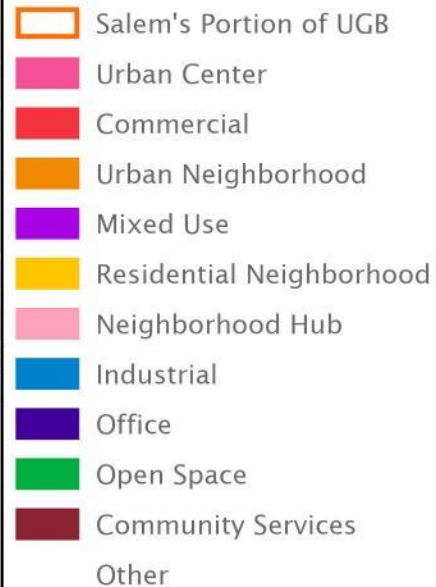 Salem's Portion of UGB
Urban Center
Commercial
Urban Neighborhood
Mixed Use
Residential Neighborhood
Neighborhood Hub
Industrial
Office
Open Space
Community Services
Other